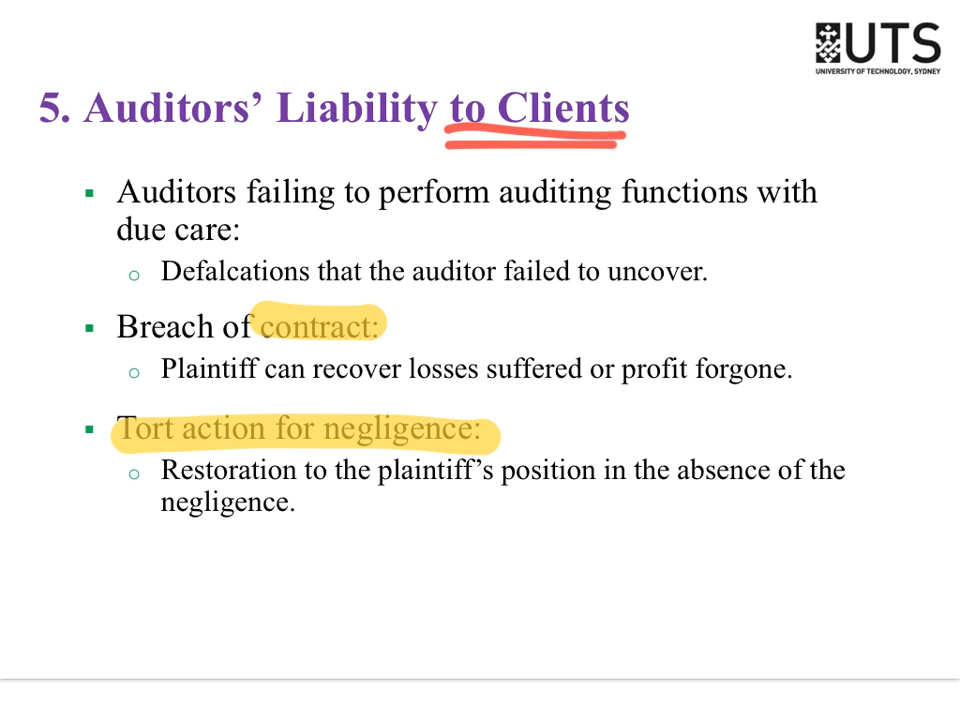 UTS
UNIVERSITY OF TECHNOLOGY, SYDNEY
5. Auditors’ Liability to Clients
▪ Auditors failing to perform auditing functions with
due care:
o Defalcations that the auditor failed to uncover.
▪ Breach of contract:
o Plaintiff can recover losses suffered or profit forgone.
▪ Tort action for negligence:
o Restoration to the plaintiff’s position in the absence of the
negligence.